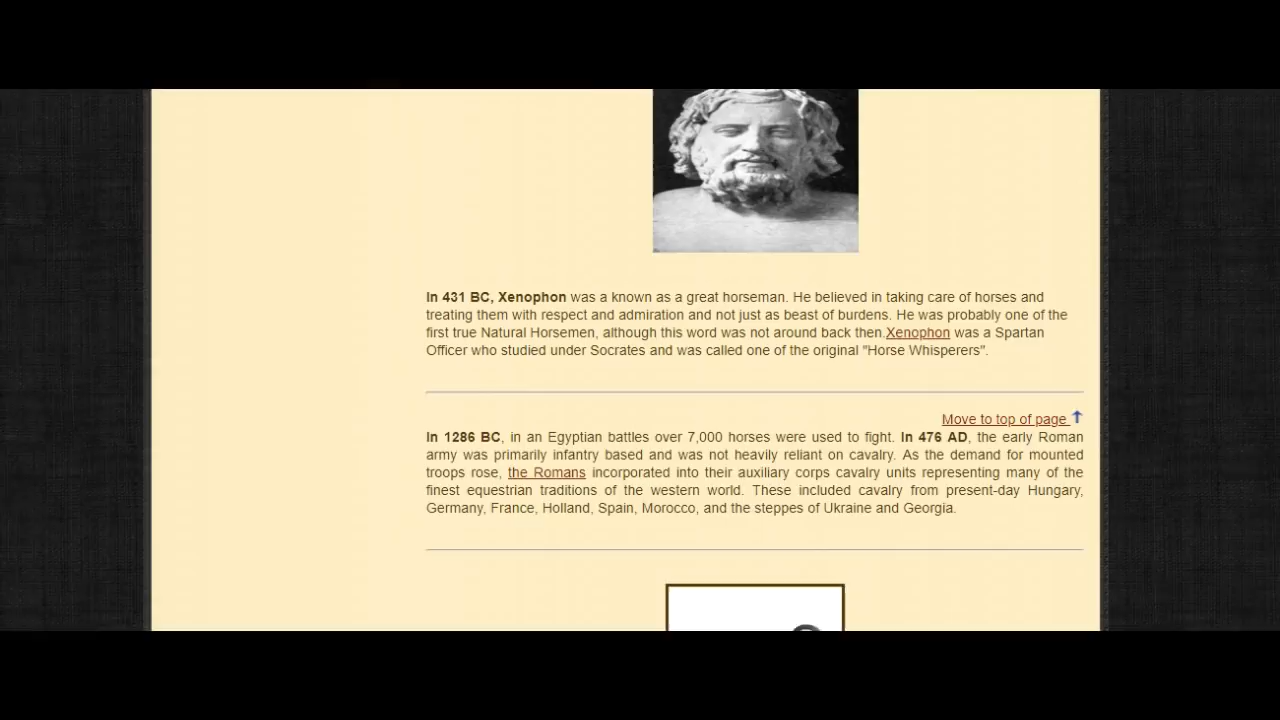 In 431 BC, Xenophon was a known as a great horseman. He believed in taking care of horses and
treating them with respect and admiration and not just as beast of burdens. He was probably one of the
first true Natural Horsemen, although this word was not around back then.Xenophon was a Spartan
Officer who studied under Socrates and was called one of the original "Horse Whisperers".
Move to top of page
In 1286 BC, in an Egyptian battles over 7,000 horses were used to fight. In 476 AD, the early Roman
army was primarily infantry based and was not heavily reliant on cavalry. As the demand for mounted
troops rose, the Romans incorporated into their auxiliary corps cavalry units representing many of the
finest equestrian traditions of the western world. These included cavalry from present-day Hungary,
Germany, France, Holland, Spain, Morocco, and the steppes of Ukraine and Georgia.